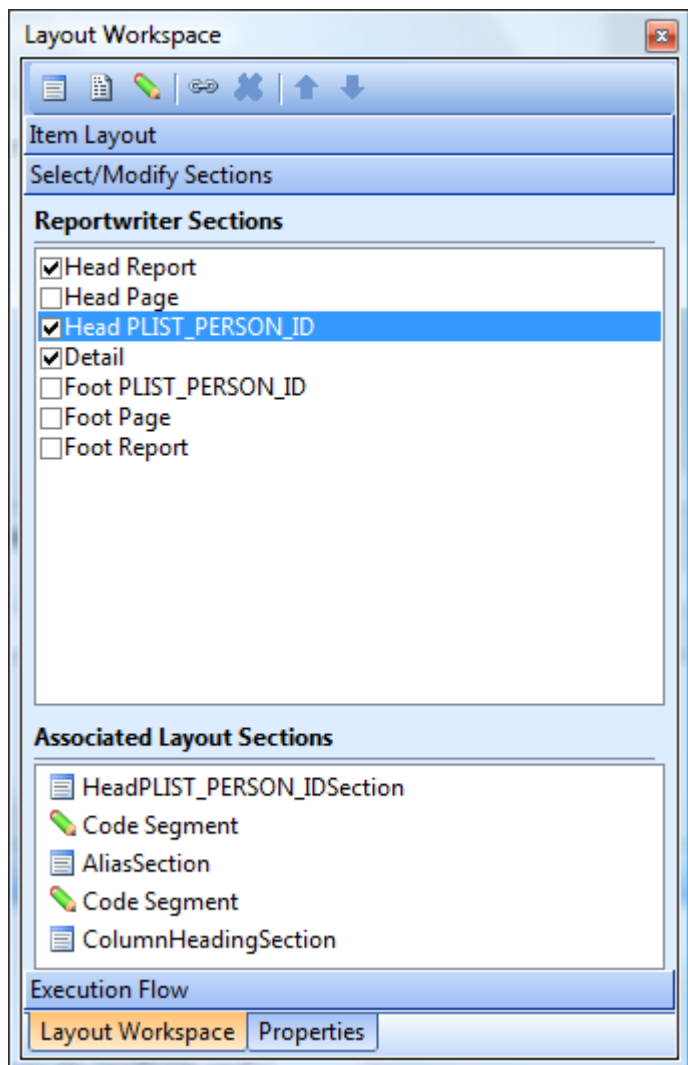 Layout Workspace
Item Layout
Select/Modify Sections
Reportwriter Sections
Head Report
Head Page
Head PLIST_PERSON_ID
Detail
Foot PLIST_PERSON_ID
Foot Page
Foot Report
Associated Layout Sections
HeadPLIST_PERSON_IDSection
Code Segment
AliasSection
Code Segment
ColumnHeadingSection
Execution Flow
Layout Workspace Properties